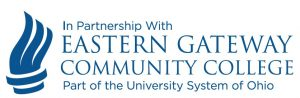 In Partnership With
EASTERN GATEWAY
COMMUNITY COLLEGE
Part of the University System of Ohio